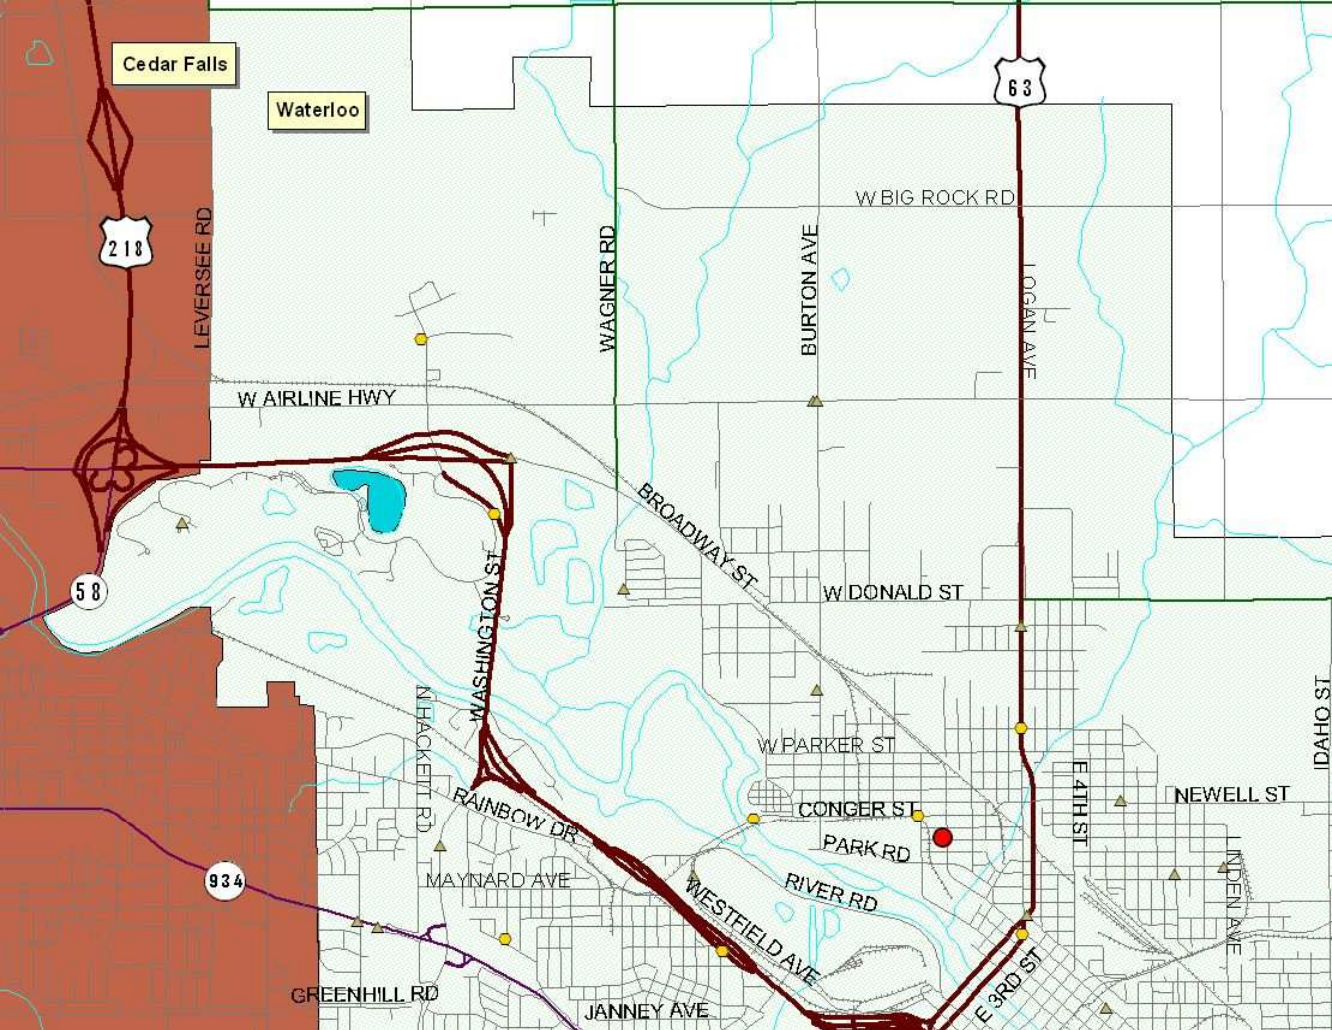 Cedar Falls
Waterloo
63
W BIG ROCK RD
218
LEVERSEE RD
WAGNER RD
BURTON AVE
LOGAN AVE
W AIRLINE HWY
BROADWAY ST
58
W DONALD ST
WASHINGTON ST
N HACKETT RD
IDAHO ST
W PARKER ST
E 4TH ST
NEWELL ST
RAINBOW DR
CONGER ST
PARK RD
934
MAYNARD AVE
RIVER RD
WESTFIELD AVE
LINDEN AVE
GREENHILL RD
JANNEY AVE
E 3RD ST